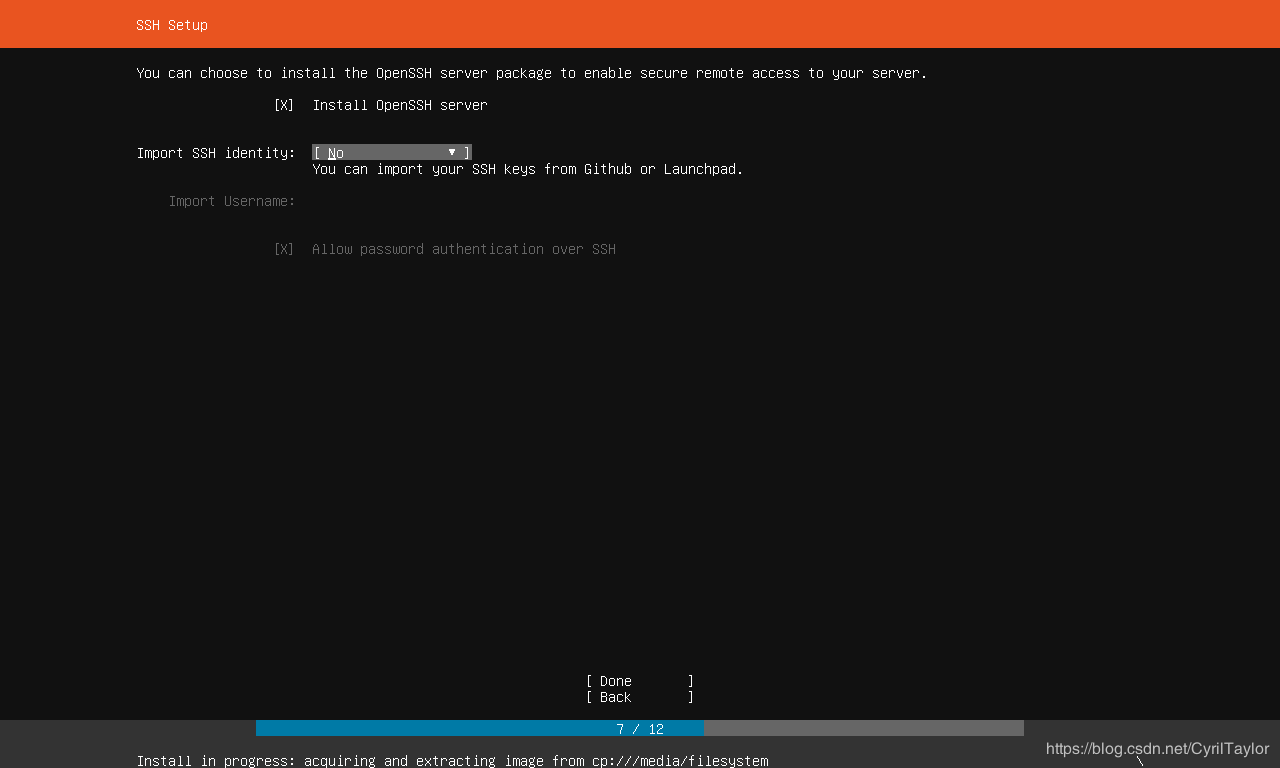 SSH Setup
You can choose to install the OpenSSH server package to enable secure remote access to your server.
[X] Install OpenSSH server
Import SSH identity: [ No ▼ ]
You can import your SSH keys from Github or Launchpad.
Import Username:
[X] Allow password authentication over SSH
[ Done ]
[ Back ]
7 / 12
https://blog.csdn.net/CyrilTaylor
Install in progress: acquiring and extracting image from cp:///media/filesystem \